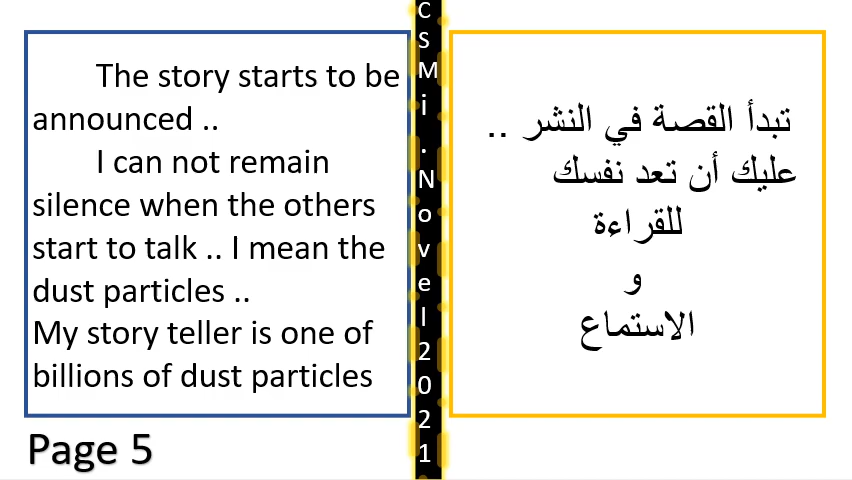 The story starts to be
announced ..
I can not remain
silence when the others
start to talk .. I mean the
dust particles ..
My story teller is one of
billions of dust particles
Page 5
CSMi.Novel2021
تبدأ القصة في النشر ..
عليك أن تعد نفسك
للقراءة
و
الاستماع